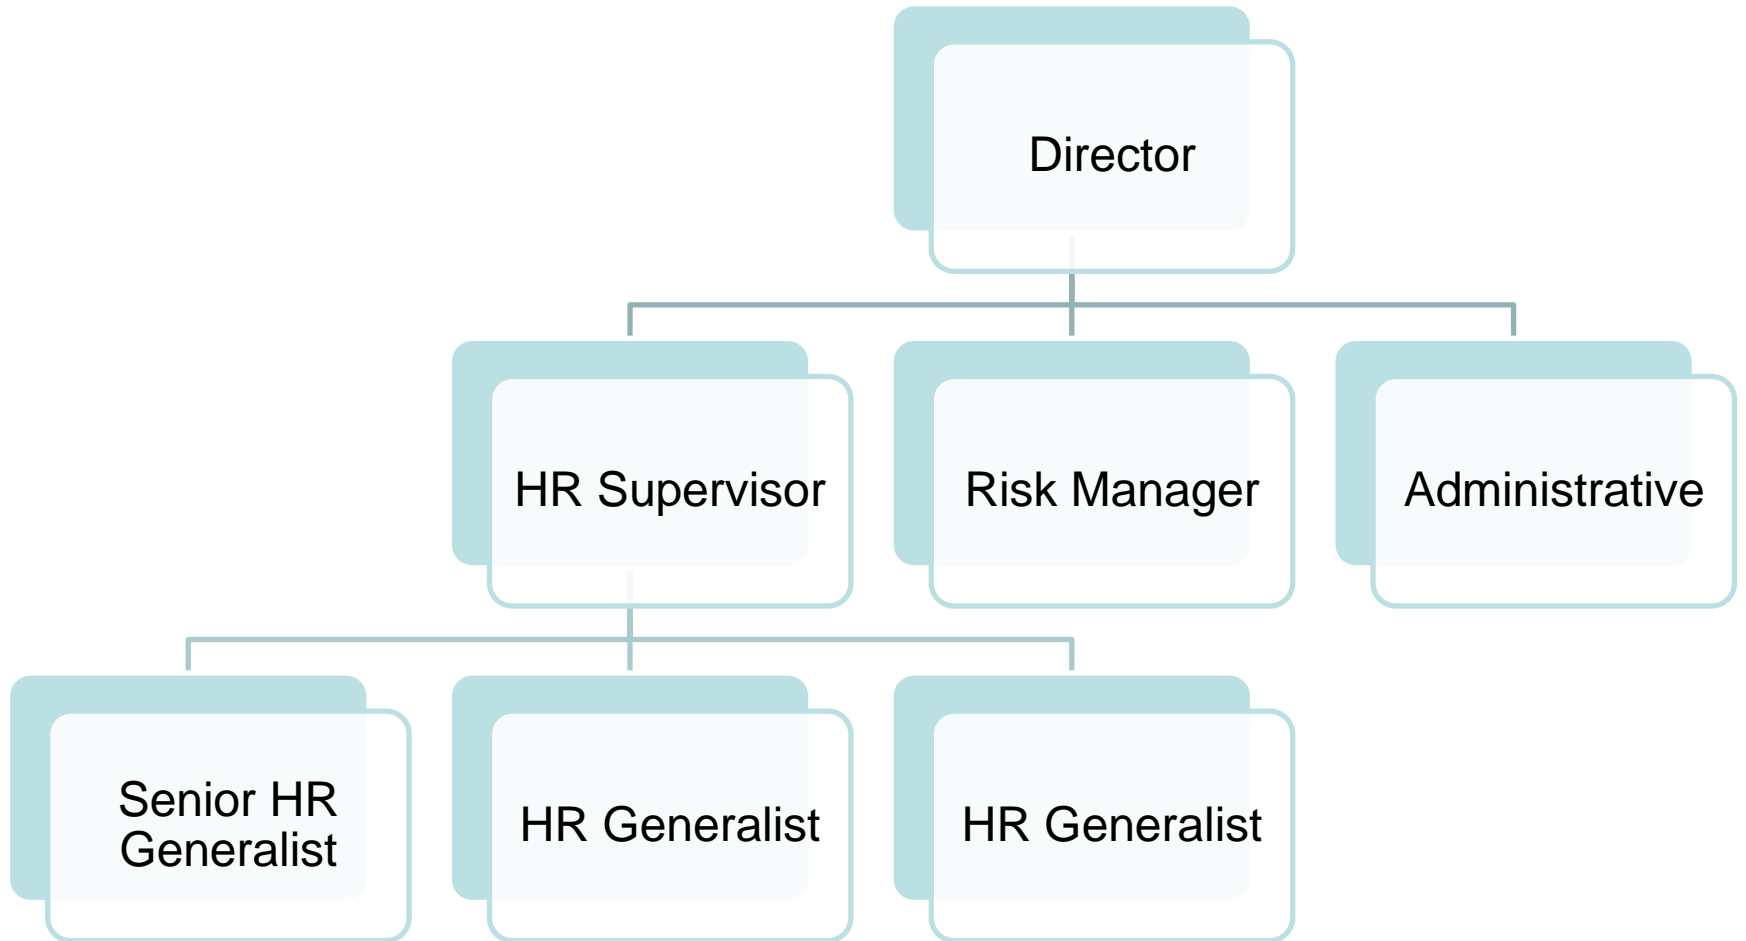 Director
HR Supervisor
Risk Manager
Administrative
Senior HR
Generalist
HR Generalist
HR Generalist